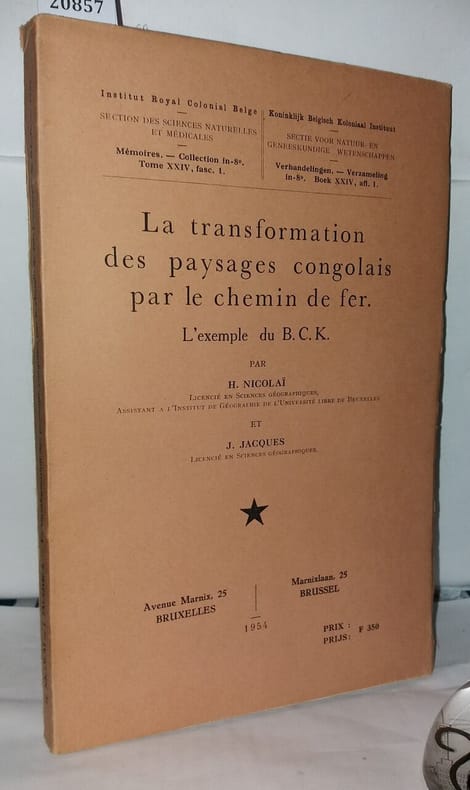 20857
Institut Royal Colonial Belge
SECTION DES SCIENCES NATURELLES
ET MÉDICALES
Mémoires. — Collection in-8º.
Tome XXIV, fasc. 1.
Koninklijk Belgisch Koloniaal Instituut
SECTIE VOOR NATUUR- EN
GENEESKUNDIGE WETENSCHAPPEN
Verhandelingen. — Verzameling
in-8º. Boek XXIV, afl. 1.
La transformation
des paysages congolais
par le chemin de fer.
L'exemple du B. C. K.
PAR
H. NICOLAÏ
LICENCIÉ EN SCIENCES GÉOGRAPHIQUES,
ASSISTANT A L'INSTITUT DE GÉOGRAPHIE DE L'UNIVERSITÉ LIBRE DE BRUXELLES
ET
J. JACQUES
LICENCIÉ EN SCIENCES GÉOGRAPHIQUES.
Avenue Marnix, 25
BRUXELLES
Marnixlaan, 25
BRUSSEL
1954
PRIX :
PRIJS: F 350